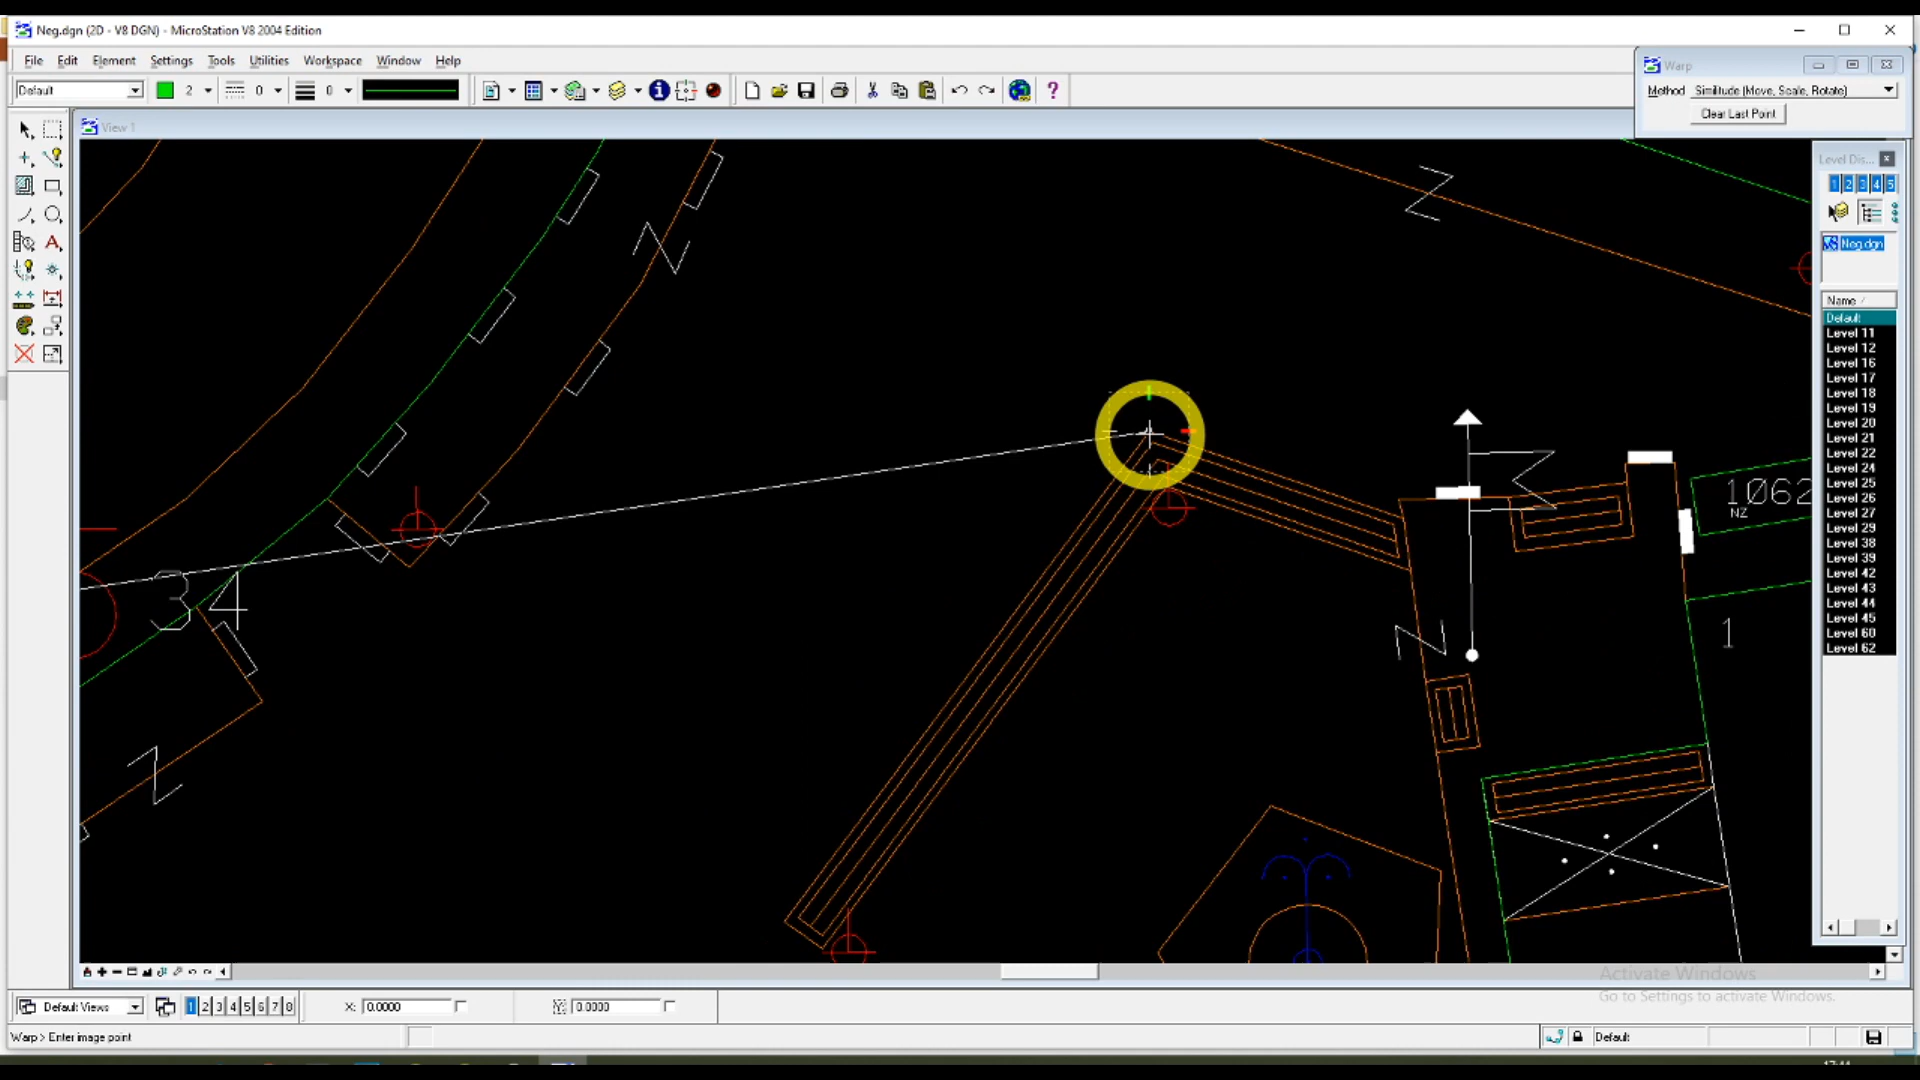 Neg.dgn (2D - V8 DGN) - MicroStation V8 2004 Edition
File Edit Element Settings Tools Utilities Workspace Window Help
Default 2 0 0
Warp
Method Similitude (Move, Scale, Rotate)
Clear Last Point
View 1
Level Dis...
1 2 3 4 5
Neg.dgn
Name
Default
Level 11
Level 12
Level 16
Level 17
Level 18
Level 19
Level 20
Level 21
Level 22
Level 24
Level 25
Level 26
Level 27
Level 29
Level 38
Level 39
Level 42
Level 43
Level 44
Level 45
Level 60
Level 62
1062
NZ
34
1
Activate Windows
Go to Settings to activate Windows.
Default Views 1 2 3 4 5 6 7 8 X: 0.0000 Y: 0.0000
Warp > Enter image point
Default